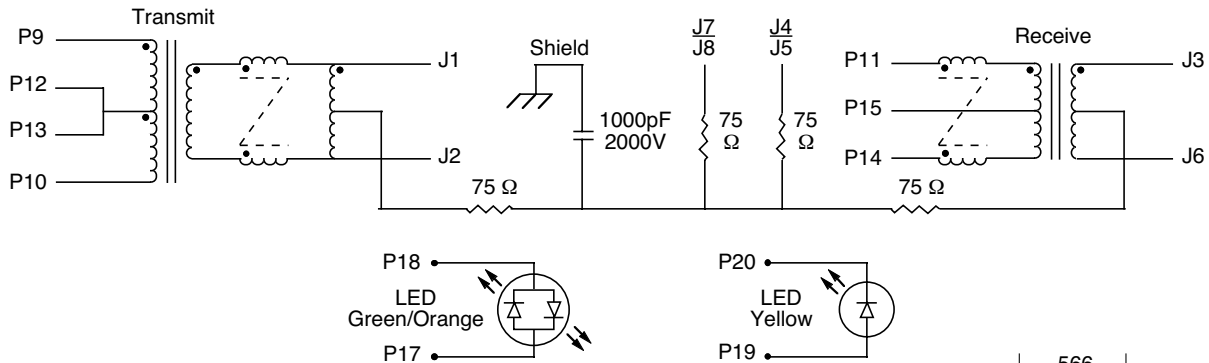 Transmit
P9
P12
P13
P10
J1
J2
Shield
1000pF
2000V
J7
J8
J4
J5
75
Ω
75
Ω
Receive
P11
P15
P14
J3
J6
75 Ω
75 Ω
P18
LED
Green/Orange
P17
P20
LED
Yellow
P19
566